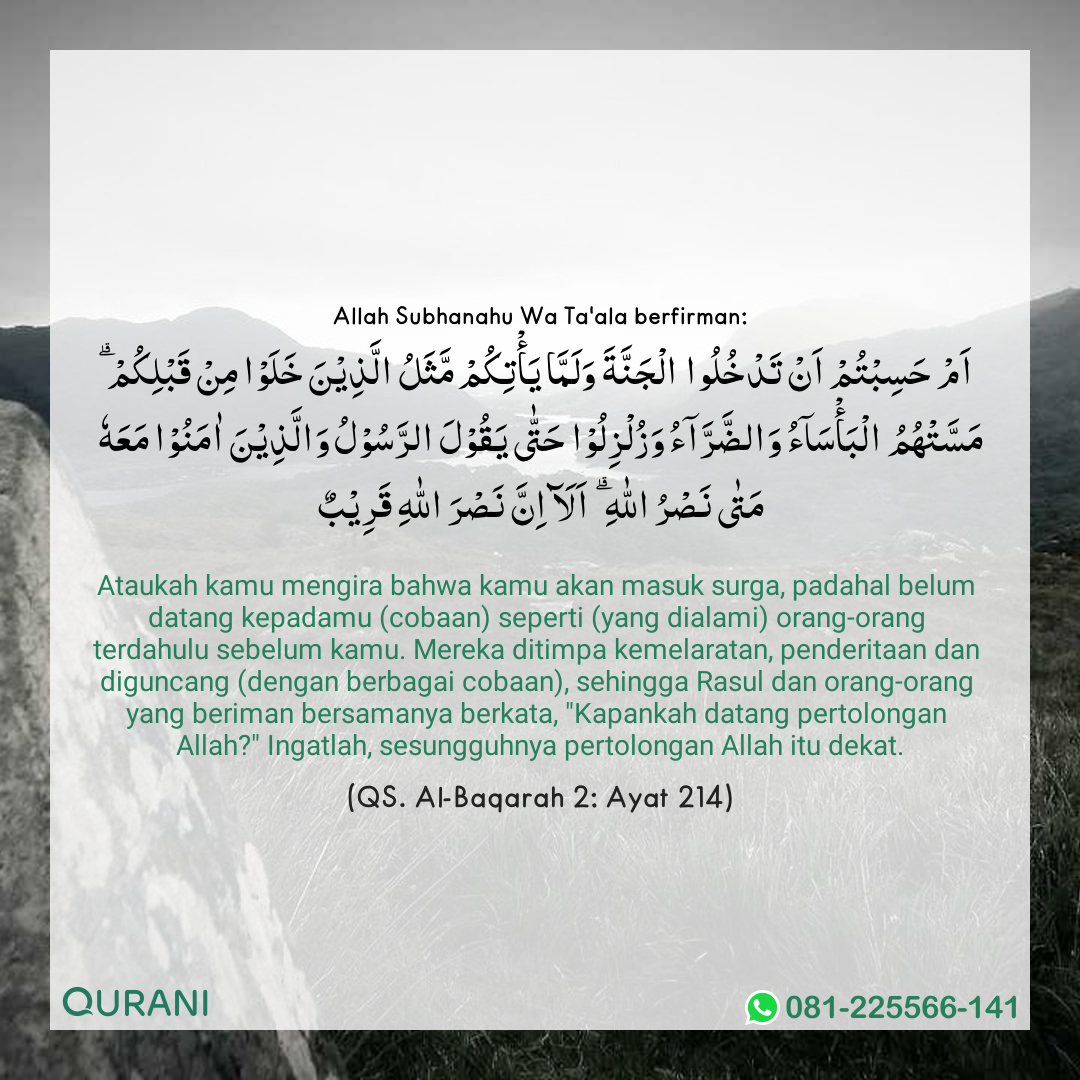 Allah Subhanahu Wa Ta'ala berfirman:
اَمْ حَسِبْتُمْ اَنْ تَدْخُلُوا الْجَنَّةَ وَلَمَّا يَأْتِكُمْ مَّثَلُ الَّذِيْنَ خَلَوْا مِنْ قَبْلِكُمْ ۗ
مَسَّتْهُمُ الْبَأْسَآءُ وَالضَّرَّآءُ وَزُلْزِلُوْا حَتّٰى يَقُوْلَ الرَّسُوْلُ وَالَّذِيْنَ اٰمَنُوْا مَعَهٗ
مَتٰى نَصْرُ اللّٰهِ ۗ اَلَآ اِنَّ نَصْرَ اللّٰهِ قَرِيْبٌ
Ataukah kamu mengira bahwa kamu akan masuk surga, padahal belum
datang kepadamu (cobaan) seperti (yang dialami) orang-orang
terdahulu sebelum kamu. Mereka ditimpa kemelaratan, penderitaan dan
diguncang (dengan berbagai cobaan), sehingga Rasul dan orang-orang
yang beriman bersamanya berkata, "Kapankah datang pertolongan
Allah?" Ingatlah, sesungguhnya pertolongan Allah itu dekat.
(QS. Al-Baqarah 2: Ayat 214)
QURANI
081-225566-141